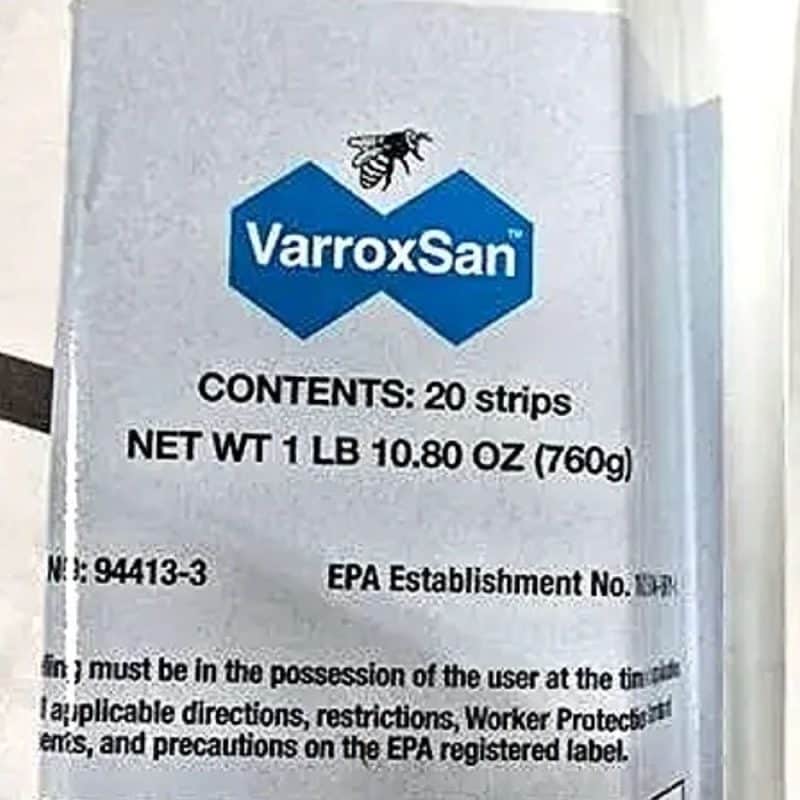 VarroxSan™
CONTENTS: 20 strips
NET WT 1 LB 10.80 OZ (760g)
94413-3 EPA Establishment No.
must be in the possession of the user at the
applicable directions, restrictions, Worker
and precautions on the EPA registered label.